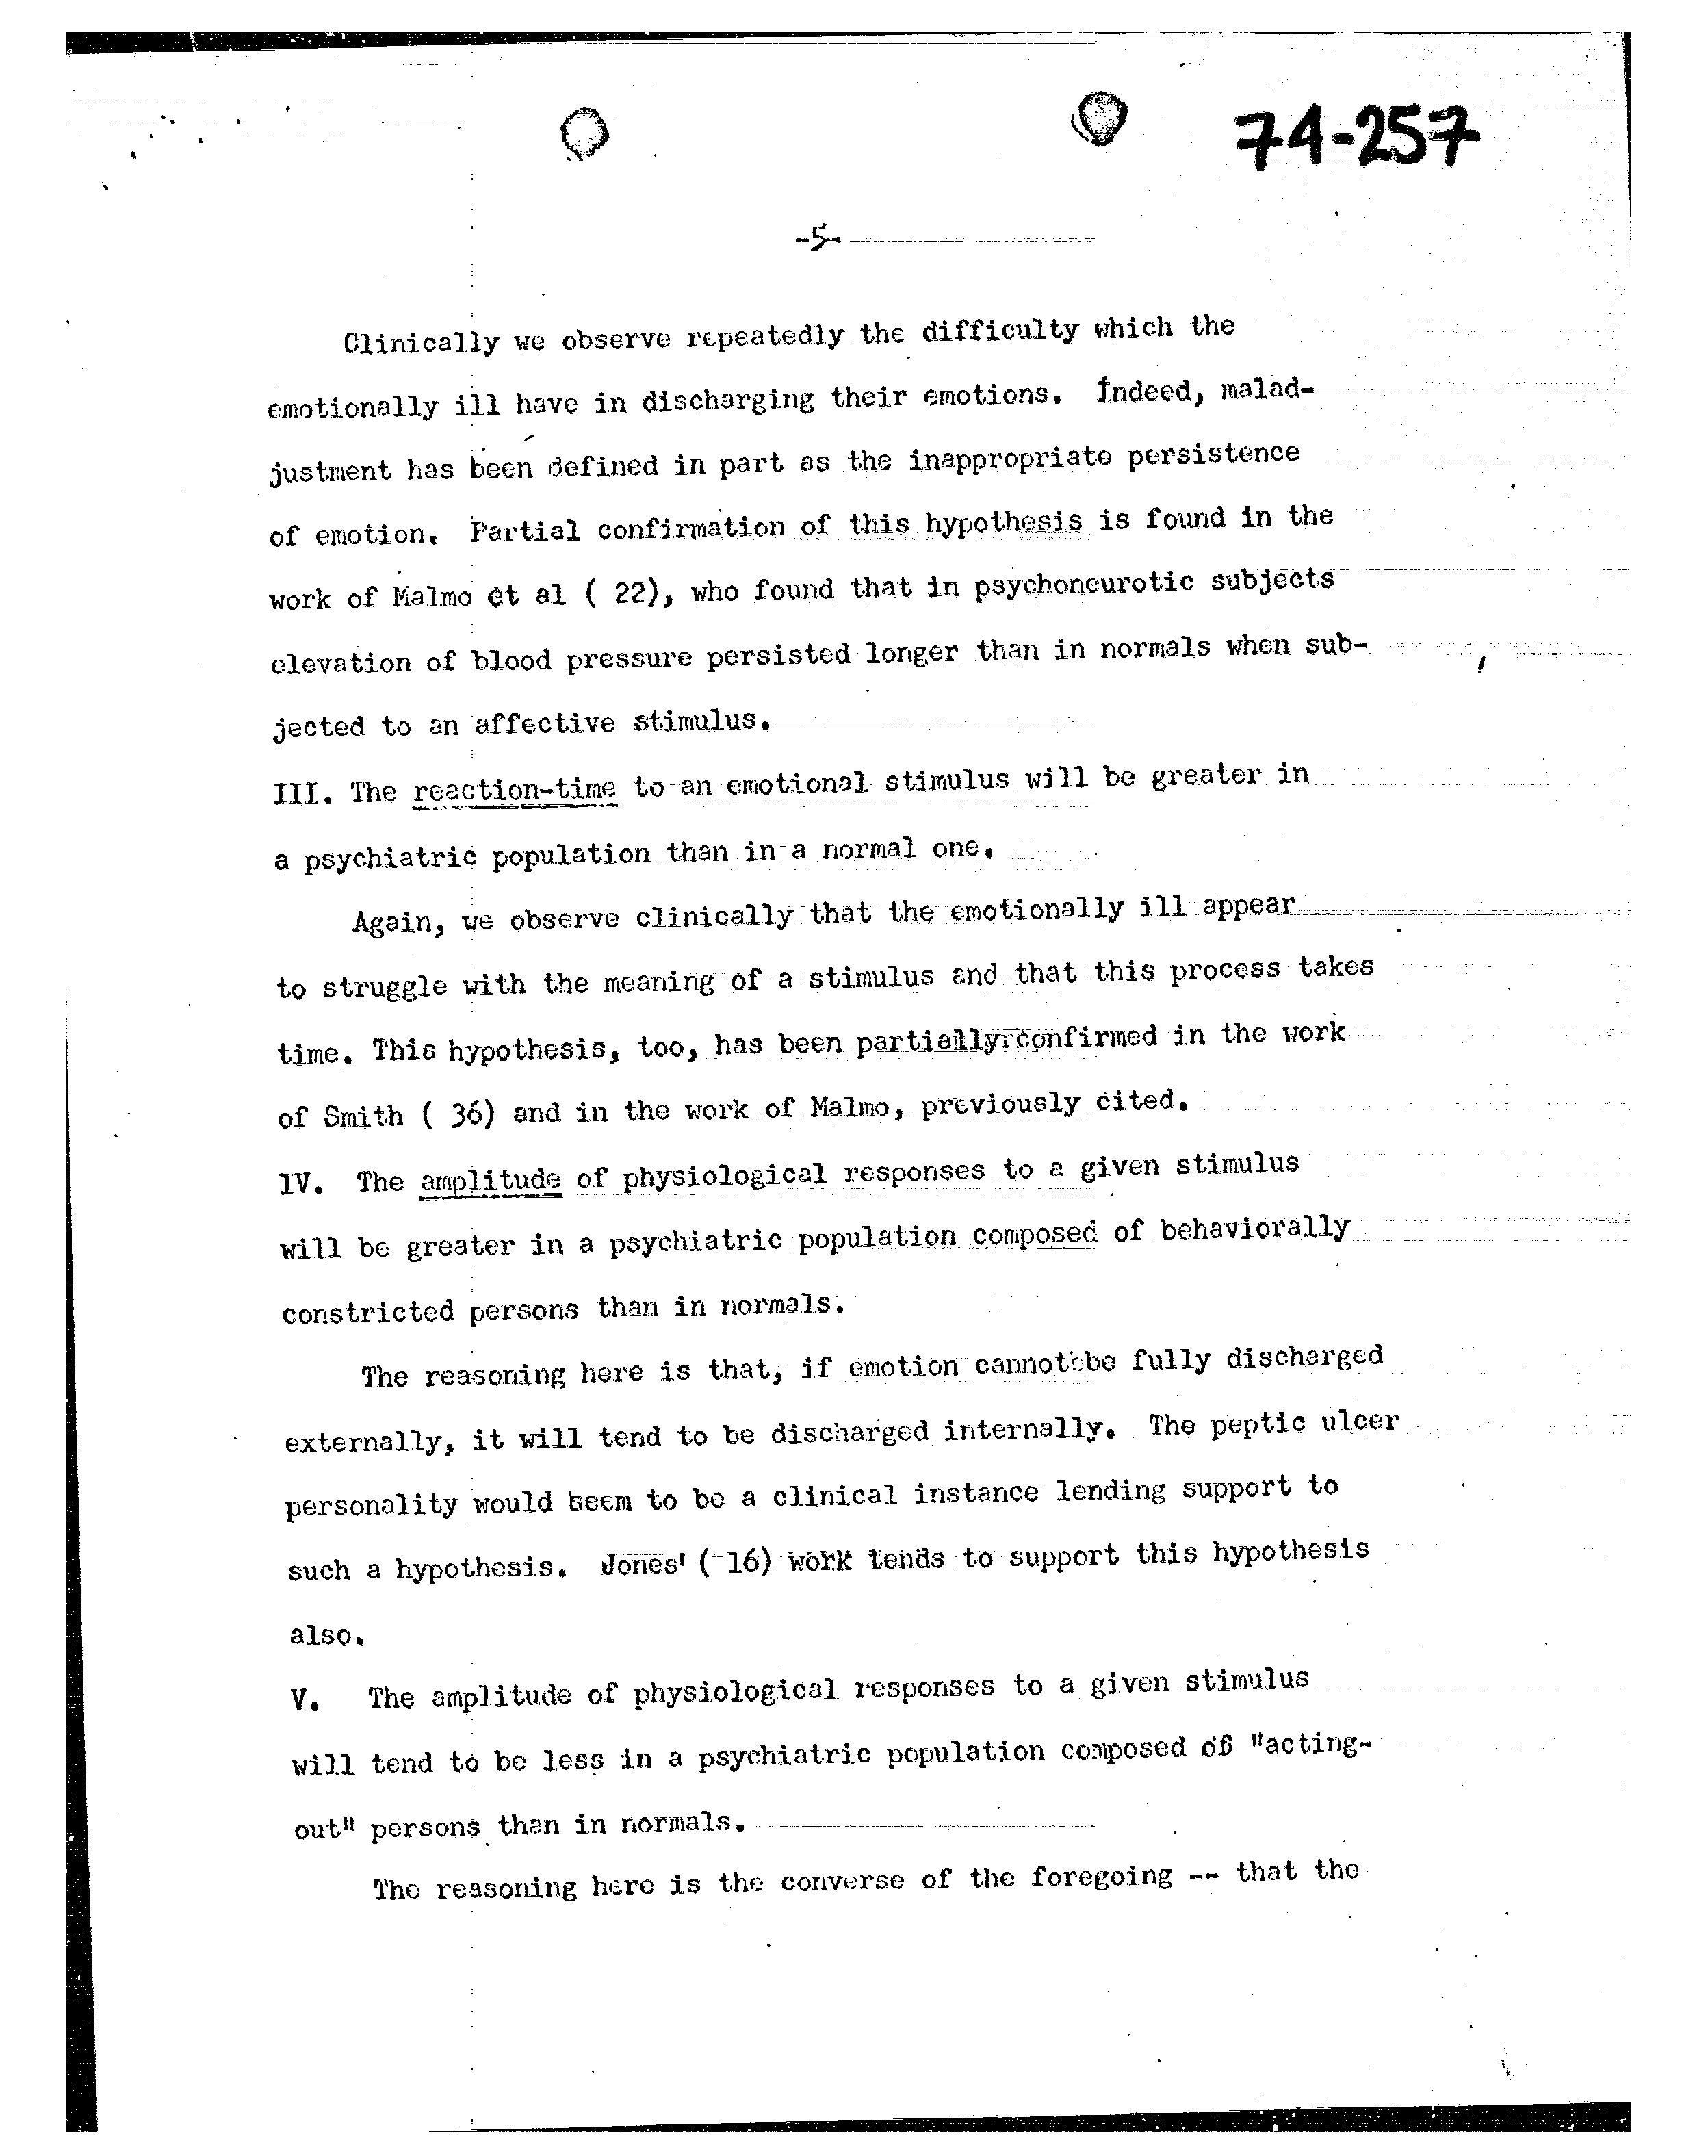 74-257
-5-
Clinically we observe repeatedly the difficulty which the
emotionally ill have in discharging their emotions. Indeed, malad-
justment has been defined in part as the inappropriate persistence
of emotion. Partial confirmation of this hypothesis is found in the
work of Malmo et al ( 22), who found that in psychoneurotic subjects
elevation of blood pressure persisted longer than in normals when sub-
jected to an affective stimulus.
III. The reaction-time to an emotional stimulus will be greater in
a psychiatric population than in a normal one.
Again, we observe clinically that the emotionally ill appear
to struggle with the meaning of a stimulus and that this process takes
time. This hypothesis, too, has been partially confirmed in the work
of Smith ( 36) and in the work of Malmo, previously cited.
IV. The amplitude of physiological responses to a given stimulus
will be greater in a psychiatric population composed of behaviorally
constricted persons than in normals.
The reasoning here is that, if emotion cannot be fully discharged
externally, it will tend to be discharged internally. The peptic ulcer
personality would seem to be a clinical instance lending support to
such a hypothesis. Jones' ( 16) work tends to support this hypothesis
also.
V. The amplitude of physiological responses to a given stimulus
will tend to be less in a psychiatric population composed of "acting-
out" persons than in normals.
The reasoning here is the converse of the foregoing -- that the